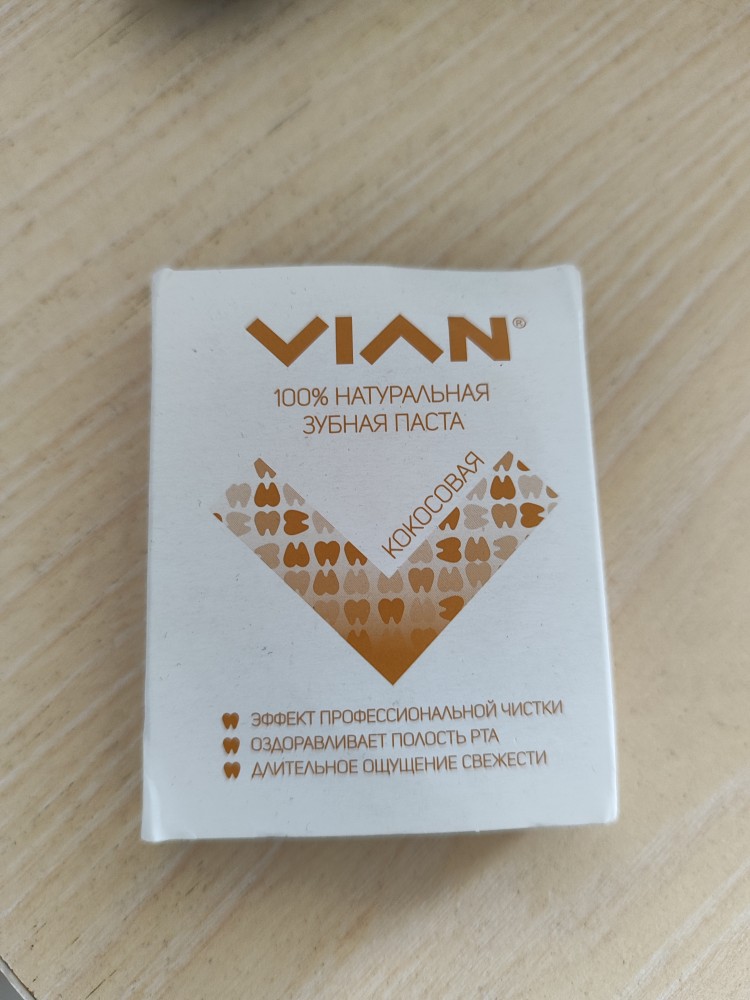 VIAN®
100% НАТУРАЛЬНАЯ
ЗУБНАЯ ПАСТА
КОКОСОВАЯ
ЭФФЕКТ ПРОФЕССИОНАЛЬНОЙ ЧИСТКИ
ОЗДОРАВЛИВАЕТ ПОЛОСТЬ РТА
ДЛИТЕЛЬНОЕ ОЩУЩЕНИЕ СВЕЖЕСТИ